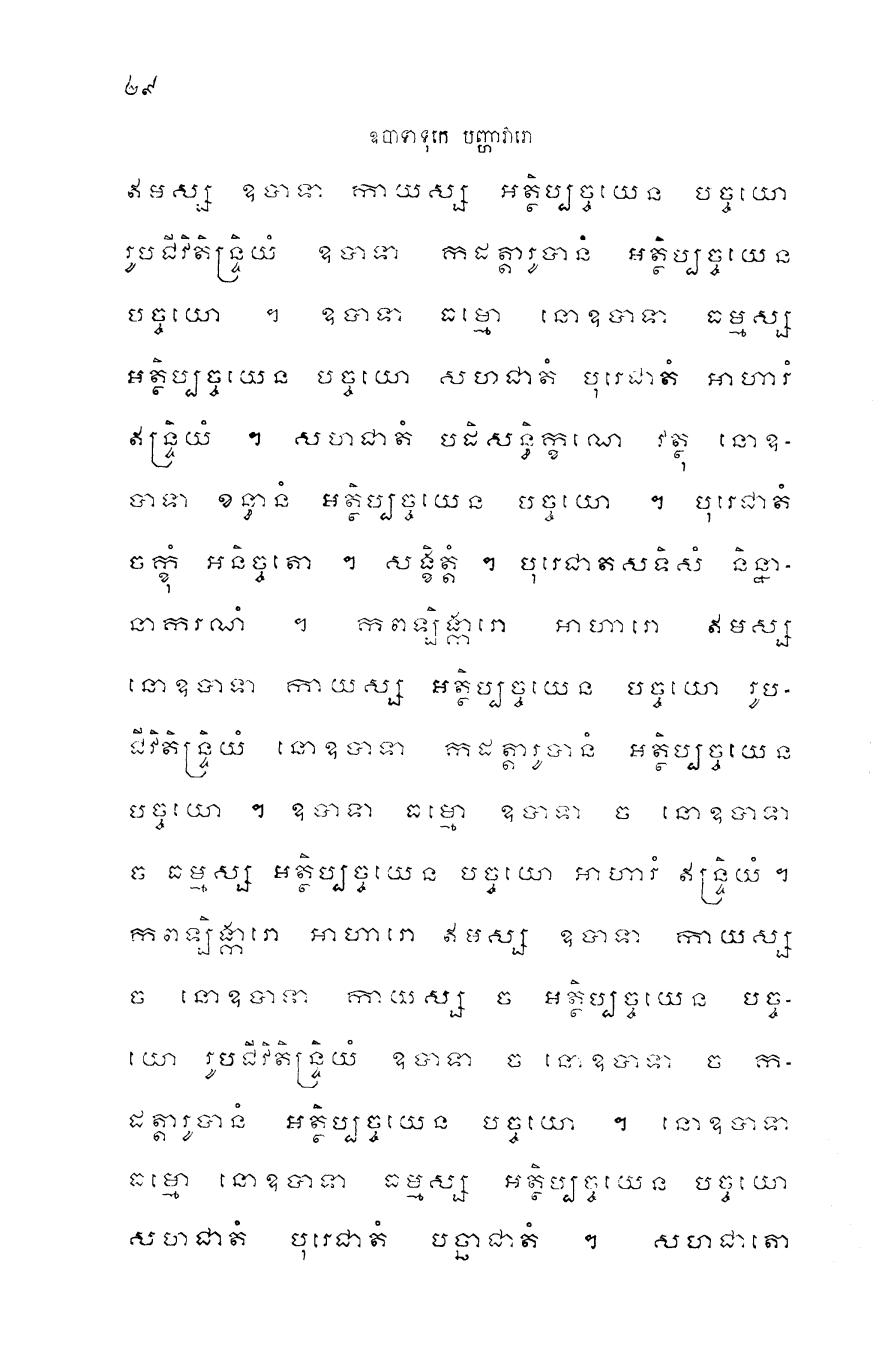 ២៩
ឧបាទាទុកេ បញ្ហាវារោ
ឥមស្ស ឧបាទា កាយស្ស អត្ថិប្បច្ចយេន បច្ចយោ
រូបជីវិតិន្ទ្រិយំ ឧបាទា កដត្តារូបានំ អត្ថិប្បច្ចយេន
បច្ចយោ ។ ឧបាទា ធម្មោ នោឧបាទា ធម្មស្ស
អត្ថិប្បច្ចយេន បច្ចយោ សហជាតំ បុរេជាតំ អាហារំ
ឥន្ទ្រិយំ ។ សហជាតំ បដិសន្ធិក្ខណេ វត្ថុ នោឧ-
បាទា ខន្ធានំ អត្ថិប្បច្ចយេន បច្ចយោ ។ បុរេជាតំ
ចក្ខុំ អនិច្ចតោ ។ សង្ខិត្តំ ។ បុរេជាតសទិសំ និន្នា-
នាករណំ ។ កពឡិង្ការោ អាហារោ ឥមស្ស
នោឧបាទា កាយស្ស អត្ថិប្បច្ចយេន បច្ចយោ រូប-
ជីវិតិន្ទ្រិយំ នោឧបាទា កដត្តារូបានំ អត្ថិប្បច្ចយេន
បច្ចយោ ។ ឧបាទា ធម្មោ ឧបាទា ច នោឧបាទា
ច ធម្មស្ស អត្ថិប្បច្ចយេន បច្ចយោ អាហារំ ឥន្ទ្រិយំ ។
កពឡិង្ការោ អាហារោ ឥមស្ស ឧបាទា កាយស្ស
ច នោឧបាទា កាយស្ស ច អត្ថិប្បច្ចយេន បច្ច-
យោ រូបជីវិតិន្ទ្រិយំ ឧបាទា ច នោឧបាទា ច ក-
ដត្តារូបានំ អត្ថិប្បច្ចយេន បច្ចយោ ។ នោឧបាទា
ធម្មោ នោឧបាទា ធម្មស្ស អត្ថិប្បច្ចយេន បច្ចយោ
សហជាតំ បុរេជាតំ បច្ឆាជាតំ ។ សហជាតោ